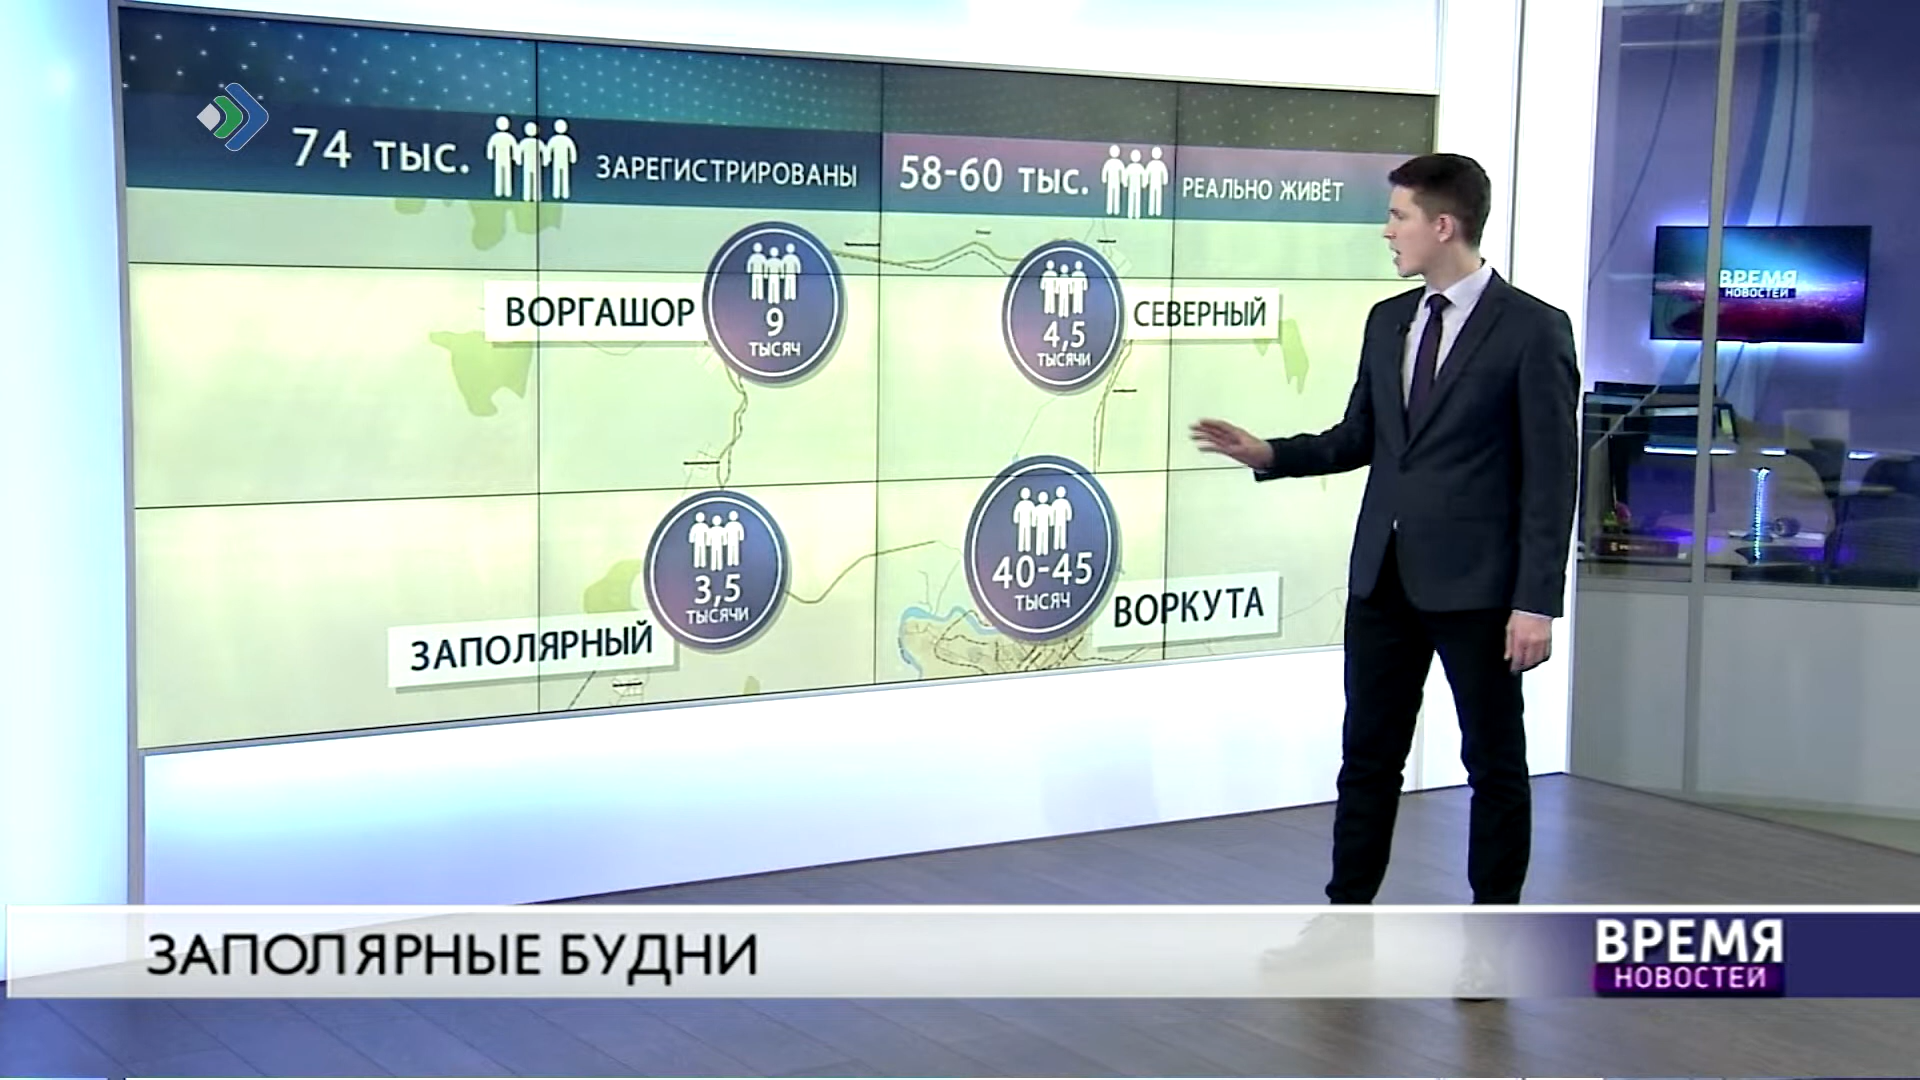 74 тыс.
ЗАРЕГИСТРИРОВАНЫ
58-60 тыс.
РЕАЛЬНО ЖИВЁТ
ВОРГАШОР
9
ТЫСЯЧ
4,5
ТЫСЯЧИ
СЕВЕРНЫЙ
ВРЕМЯ
НОВОСТЕЙ
3,5
ТЫСЯЧИ
ЗАПОЛЯРНЫЙ
40-45
ТЫСЯЧ
ВОРКУТА
ЗАПОЛЯРНЫЕ БУДНИ
ВРЕМЯ
НОВОСТЕЙ